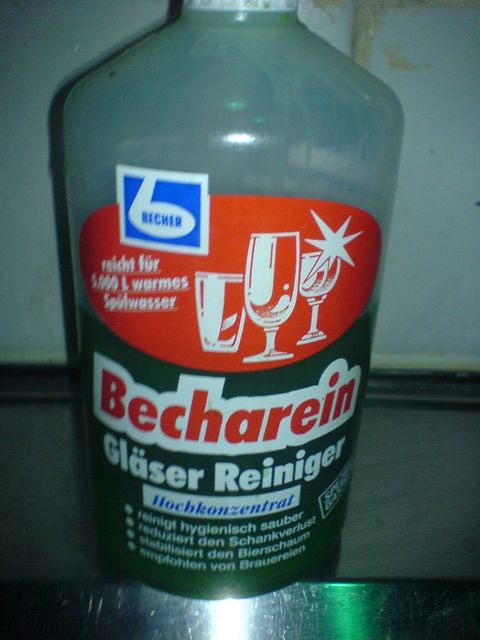 BECHER
reicht für
5.000 L warmes
Spülwasser
Becharein
Gläser Reiniger
Hochkonzentrat
reinigt hygienisch sauber
reduziert den Schankverlust
stabilisiert den Bierschaum
empfohlen von Brauereien